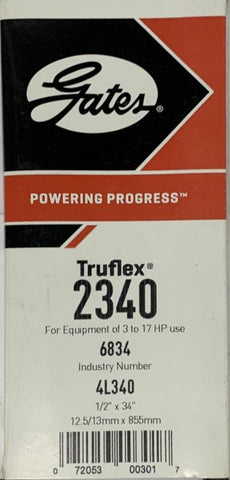 Gates®
POWERING PROGRESS™
Truflex®
2340
For Equipment of 3 to 17 HP use
6834
Industry Number
4L340
1/2" x 34"
12.5/13mm x 855mm
0 72053 00301 7